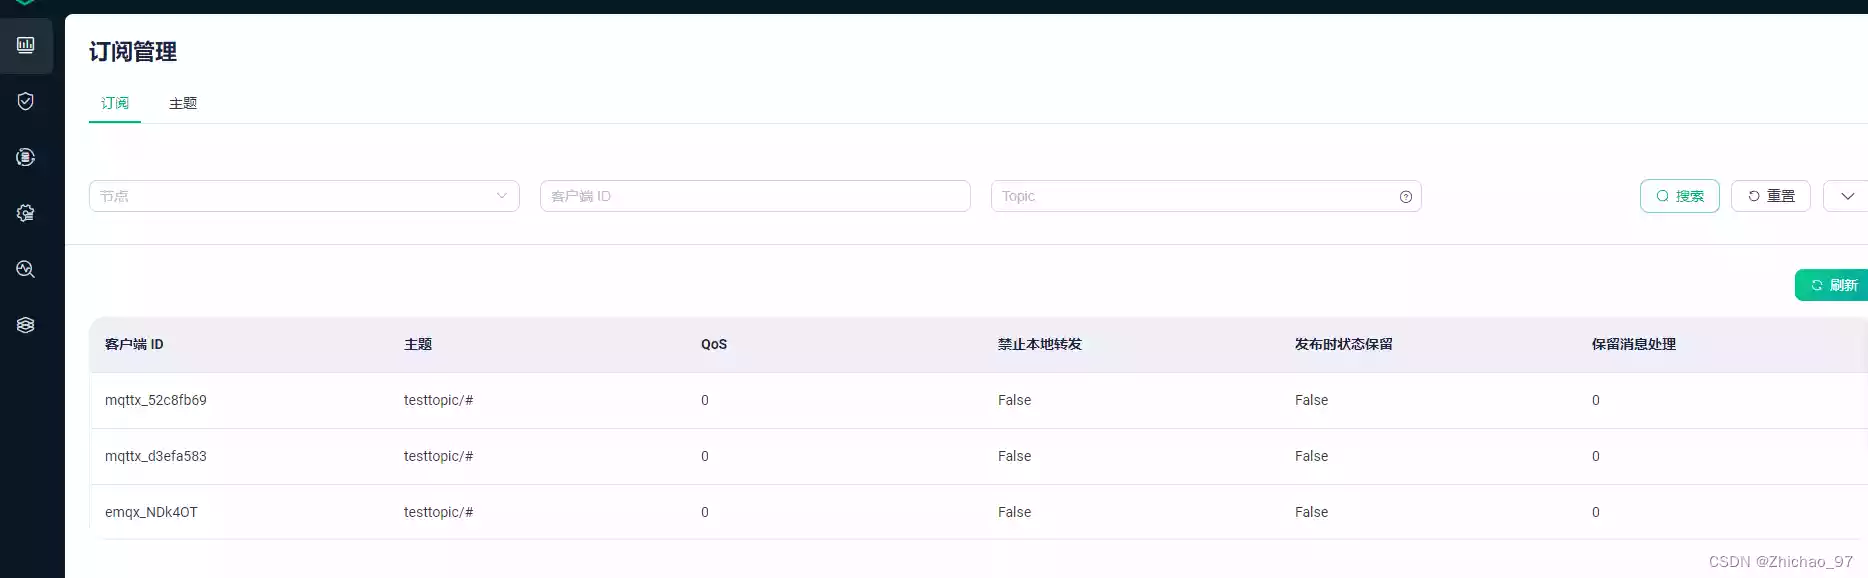 订阅管理
订阅 主题
节点 客户端 ID Topic 搜索 重置
刷新
客户端 ID 主题 QoS 禁止本地转发 发布时状态保留 保留消息处理
mqttx_52c8fb69 testtopic/# 0 False False 0
mqttx_d3efa583 testtopic/# 0 False False 0
emqx_NDk4OT testtopic/# 0 False False 0
CSDN @Zhichao_97